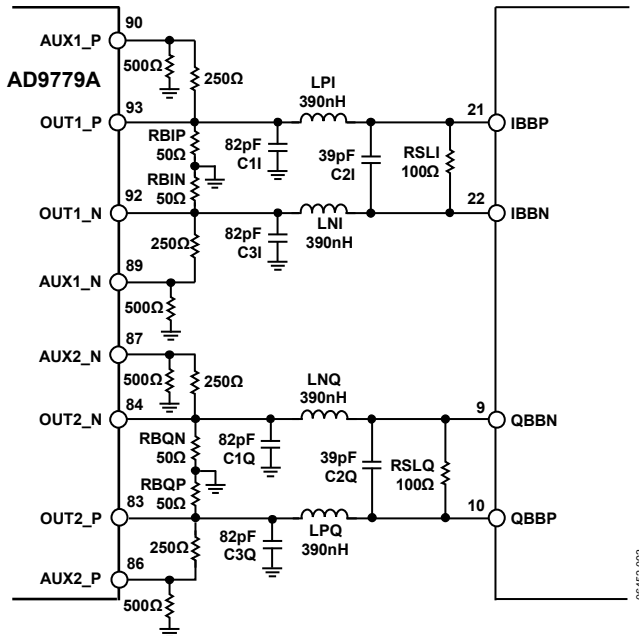 90
AUX1_P
500Ω
250Ω
AD9779A
LPI
390nH
93
21
OUT1_P
IBBP
RBIP
50Ω
82pF
C1I
39pF
C2I
RSLI
100Ω
RBIN
50Ω
92
22
OUT1_N
IBBN
250Ω
82pF
C3I
LNI
390nH
89
AUX1_N
500Ω
87
AUX2_N
500Ω
250Ω
LNQ
390nH
84
9
OUT2_N
QBBN
RBQN
50Ω
82pF
C1Q
39pF
C2Q
RSLQ
100Ω
RBQP
50Ω
83
10
OUT2_P
QBBP
250Ω
82pF
C3Q
LPQ
390nH
86
AUX2_P
500Ω